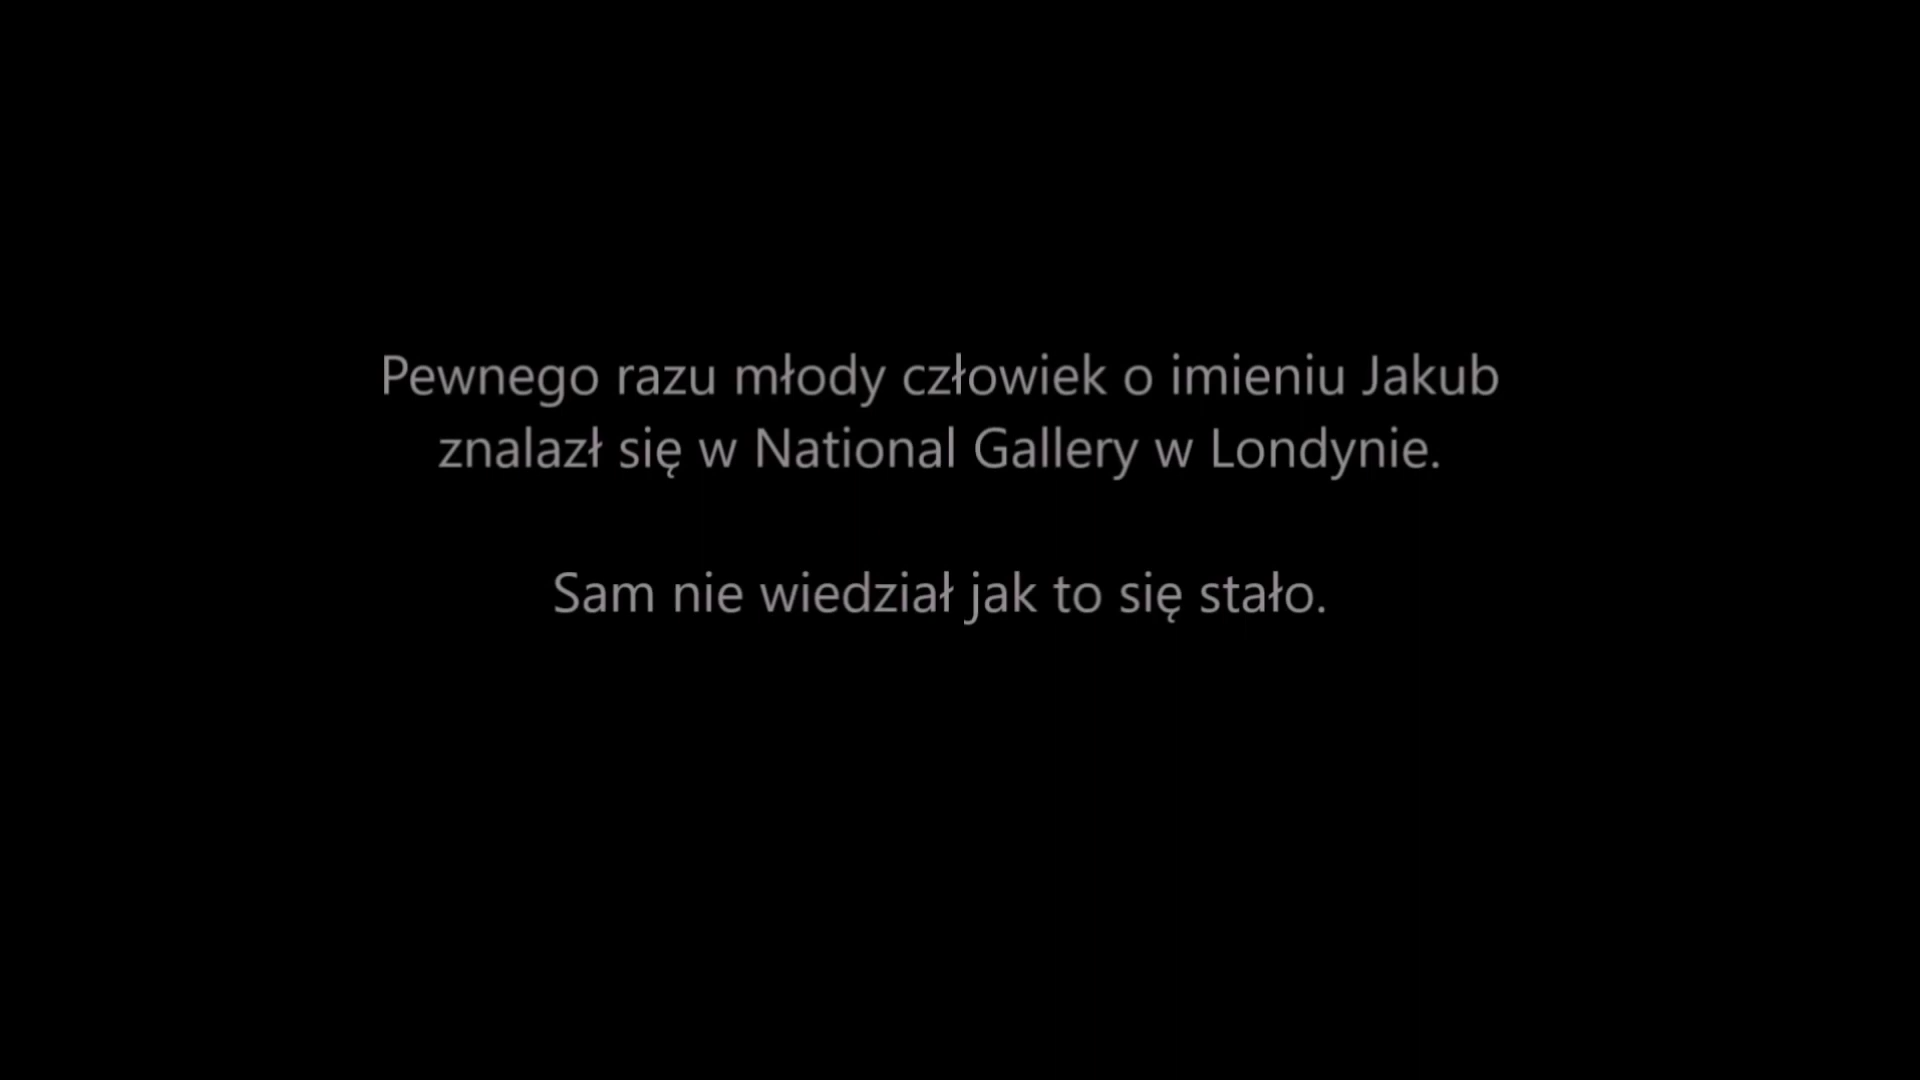 Pewnego razu młody człowiek o imieniu Jakub
znalazł się w National Gallery w Londynie.
Sam nie wiedział jak to się stało.